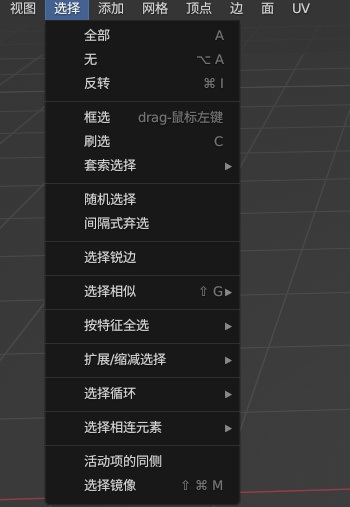 视图 选择 添加 网格 顶点 边 面 UV
全部 A
无 ⌥ A
反转 ⌘ I
框选 drag-鼠标左键
刷选 C
套索选择 ▶
随机选择
间隔式弃选
选择锐边
选择相似 ⇧ G ▶
按特征全选 ▶
扩展/缩减选择 ▶
选择循环 ▶
选择相连元素 ▶
活动项的同侧
选择镜像 ⇧ ⌘ M